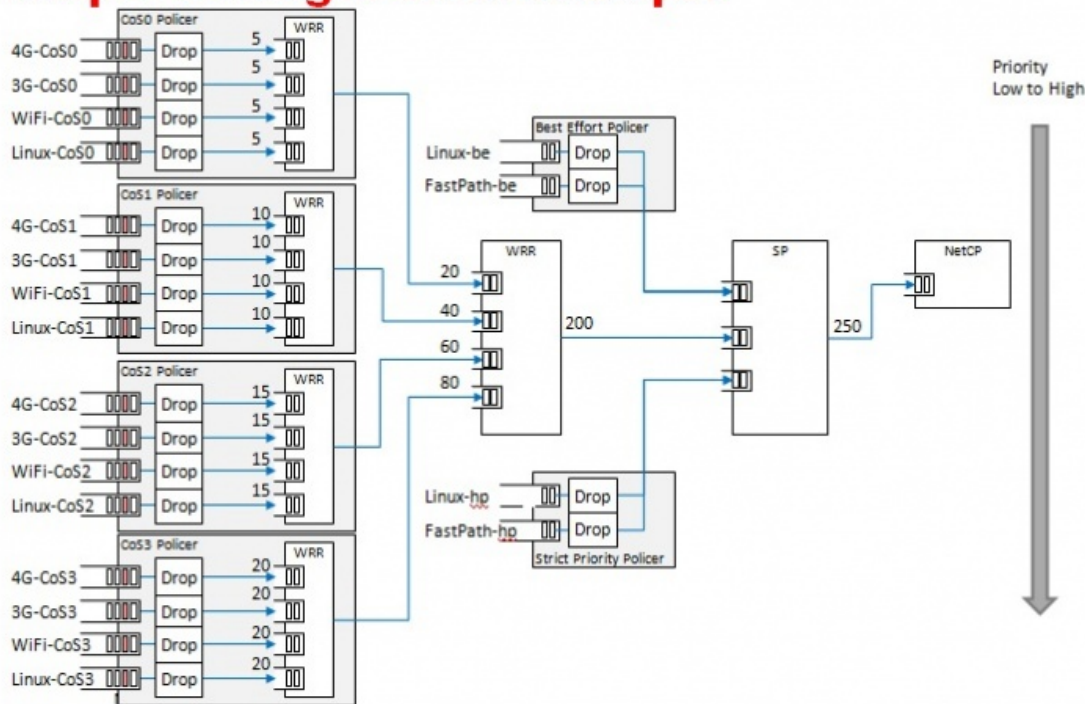 CoS0 Policer
WRR
4G-CoS0
Drop
5
3G-CoS0
Drop
5
WiFi-CoS0
Drop
5
Linux-CoS0
Drop
5
CoS1 Policer
WRR
4G-CoS1
Drop
10
3G-CoS1
Drop
10
WiFi-CoS1
Drop
10
Linux-CoS1
Drop
10
CoS2 Policer
WRR
4G-CoS2
Drop
15
3G-CoS2
Drop
15
WiFi-CoS2
Drop
15
Linux-CoS2
Drop
15
CoS3 Policer
WRR
4G-CoS3
Drop
20
3G-CoS3
Drop
20
WiFi-CoS3
Drop
20
Linux-CoS3
Drop
20
Best Effort Policer
Linux-be
Drop
FastPath-be
Drop
WRR
20
40
60
80
200
Linux-hp
Drop
FastPath-hp
Drop
Strict Priority Policer
SP
250
NetCP
Priority
Low to High